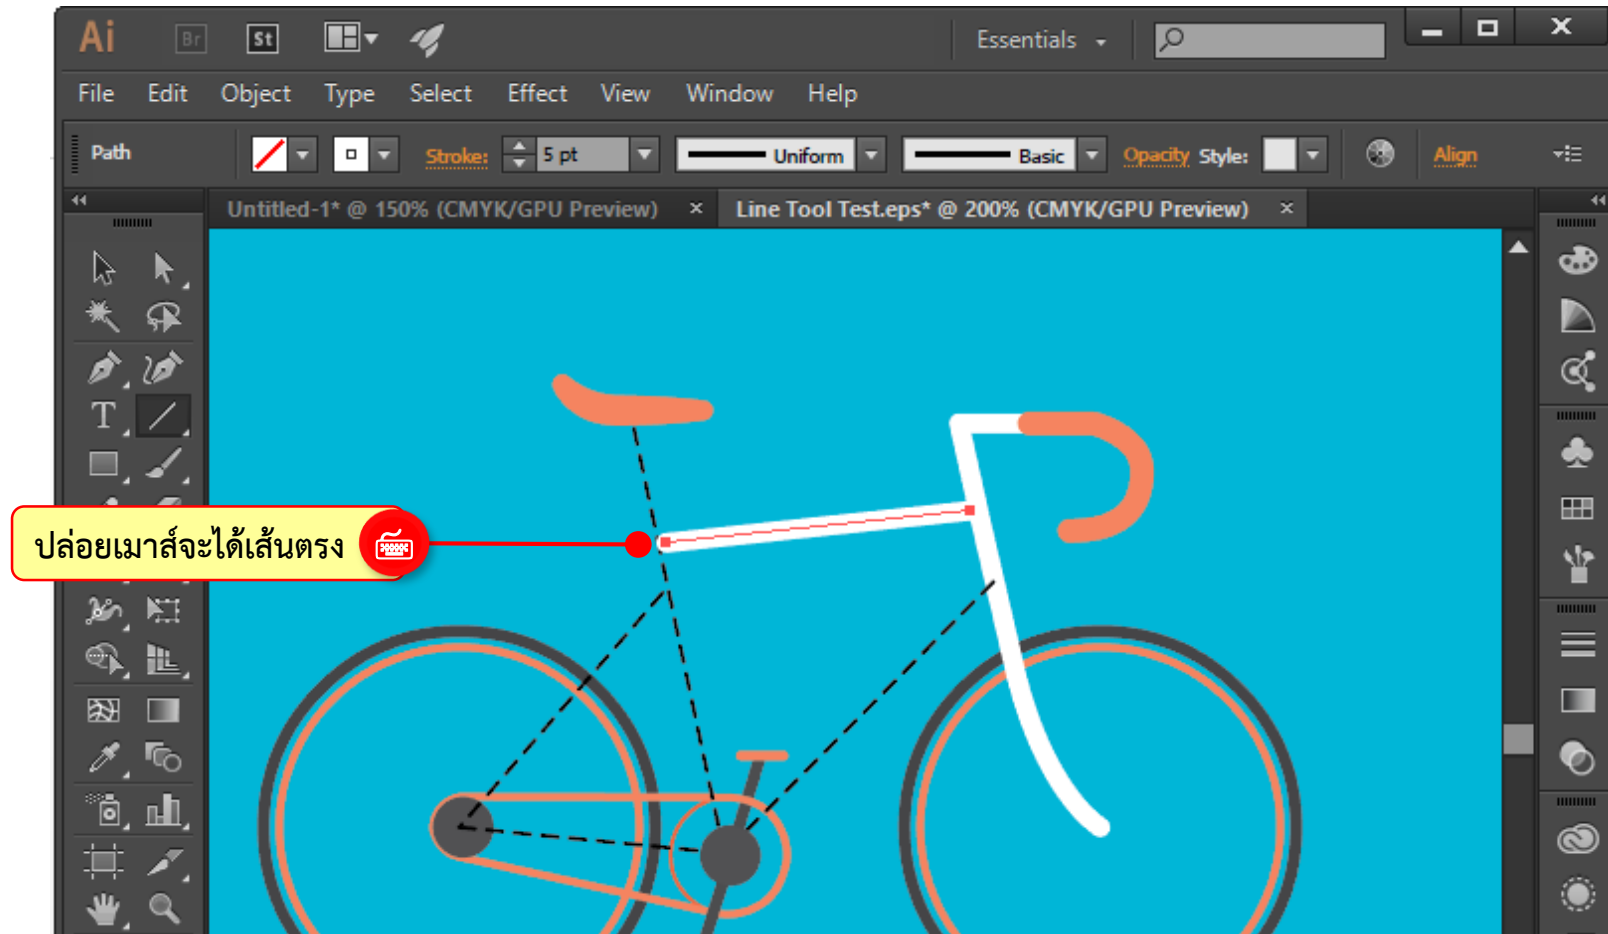 Ai Br St Essentials
File Edit Object Type Select Effect View Window Help
Path Stroke: 5 pt Uniform Basic Opacity Style: Align
Untitled-1* @ 150% (CMYK/GPU Preview) × Line Tool Test.eps* @ 200% (CMYK/GPU Preview) ×
ปล่อยเมาส์จะได้เส้นตรง